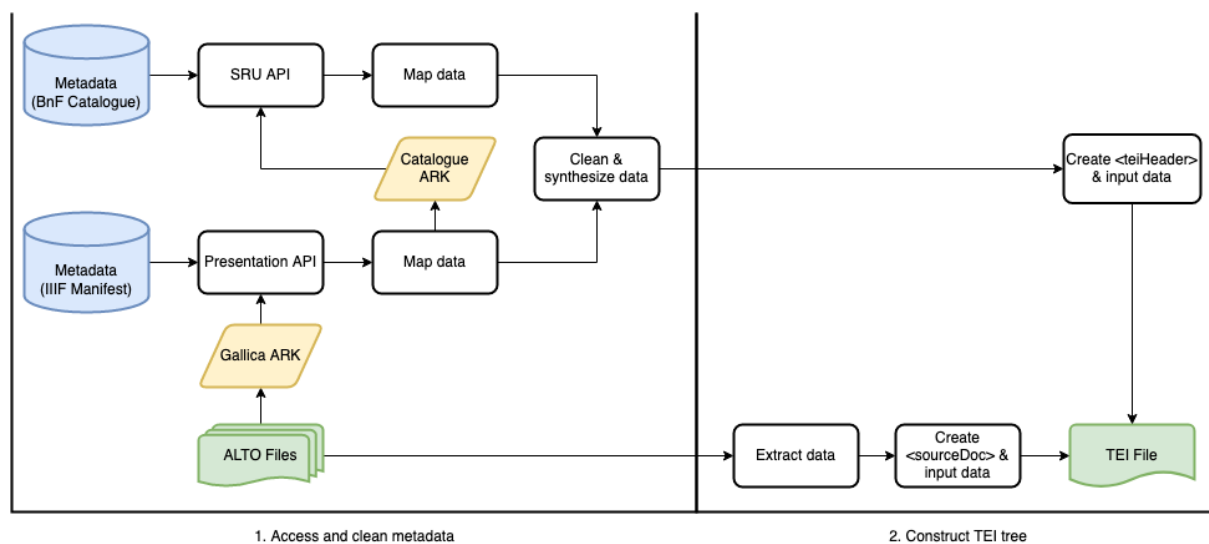 Metadata
(BnF Catalogue)
SRU API
Map data
Catalogue
ARK
Clean &
synthesize data
Create <teiHeader>
& input data
Metadata
(IIIF Manifest)
Presentation API
Map data
Gallica ARK
ALTO Files
Extract data
Create
<sourceDoc> &
input data
TEI File
1. Access and clean metadata
2. Construct TEI tree